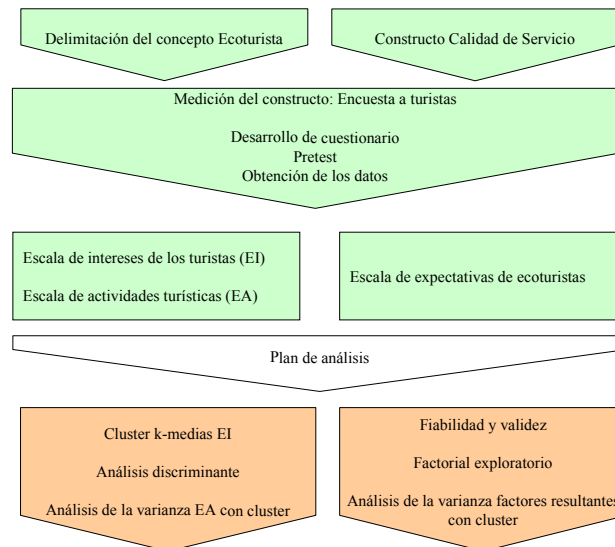 Delimitación del concepto Ecoturista
Constructo Calidad de Servicio
Medición del constructo: Encuesta a turistas
Desarrollo de cuestionario
Pretest
Obtención de los datos
Escala de intereses de los turistas (EI)
Escala de actividades turísticas (EA)
Escala de expectativas de ecoturistas
Plan de análisis
Cluster k-medias EI
Análisis discriminante
Análisis de la varianza EA con cluster
Fiabilidad y validez
Factorial exploratorio
Análisis de la varianza factores resultantes
con cluster